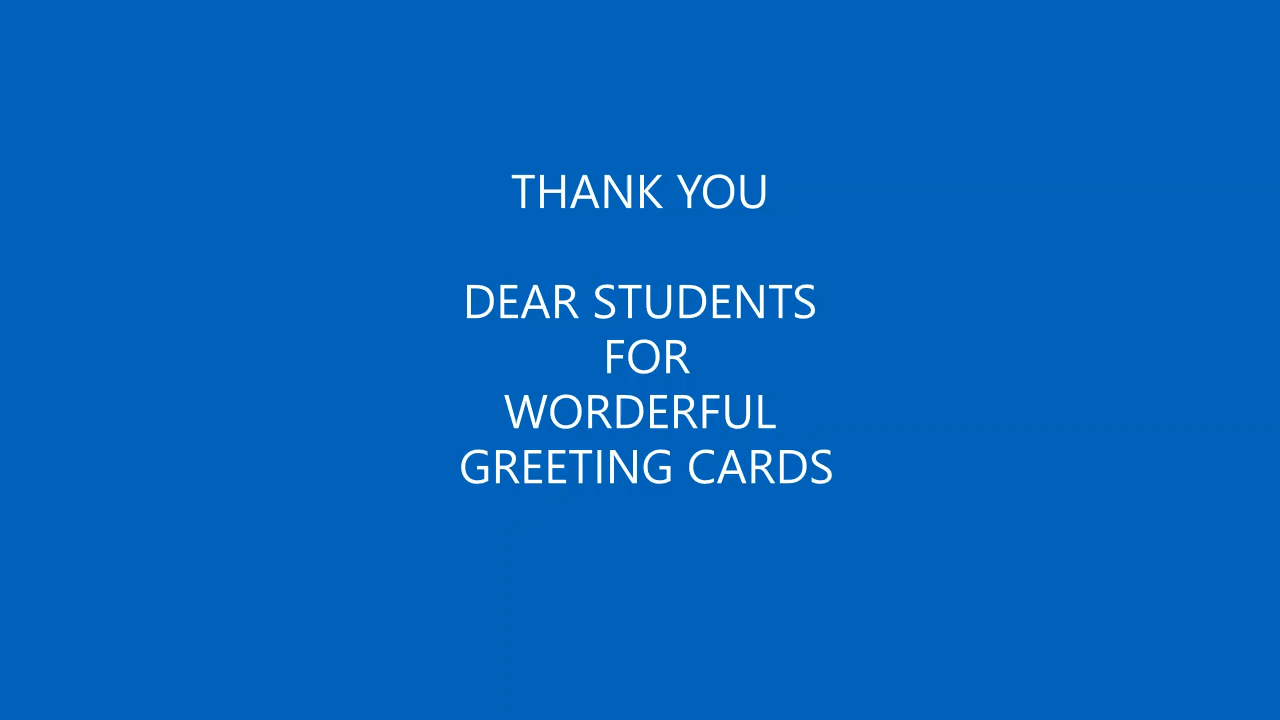 THANK YOU
DEAR STUDENTS
FOR
WORDERFUL
GREETING CARDS